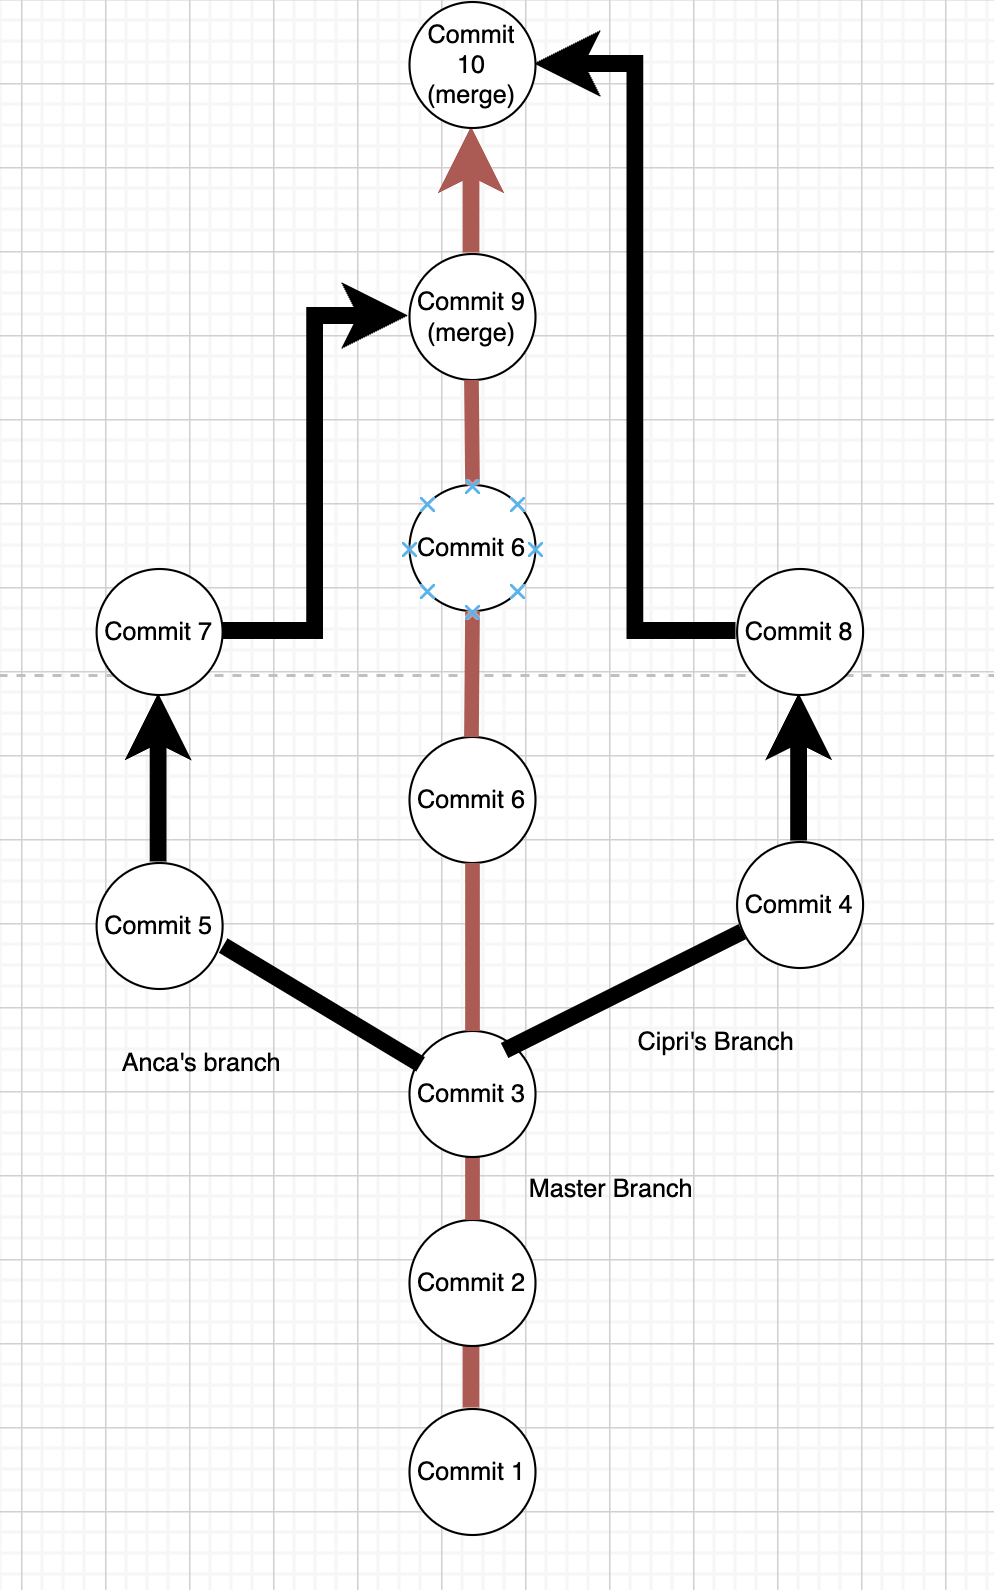 Commit
10
(merge)
Commit 9
(merge)
Commit 6
Commit 7
Commit 8
Commit 6
Commit 5
Commit 4
Anca's branch
Cipri's Branch
Commit 3
Master Branch
Commit 2
Commit 1